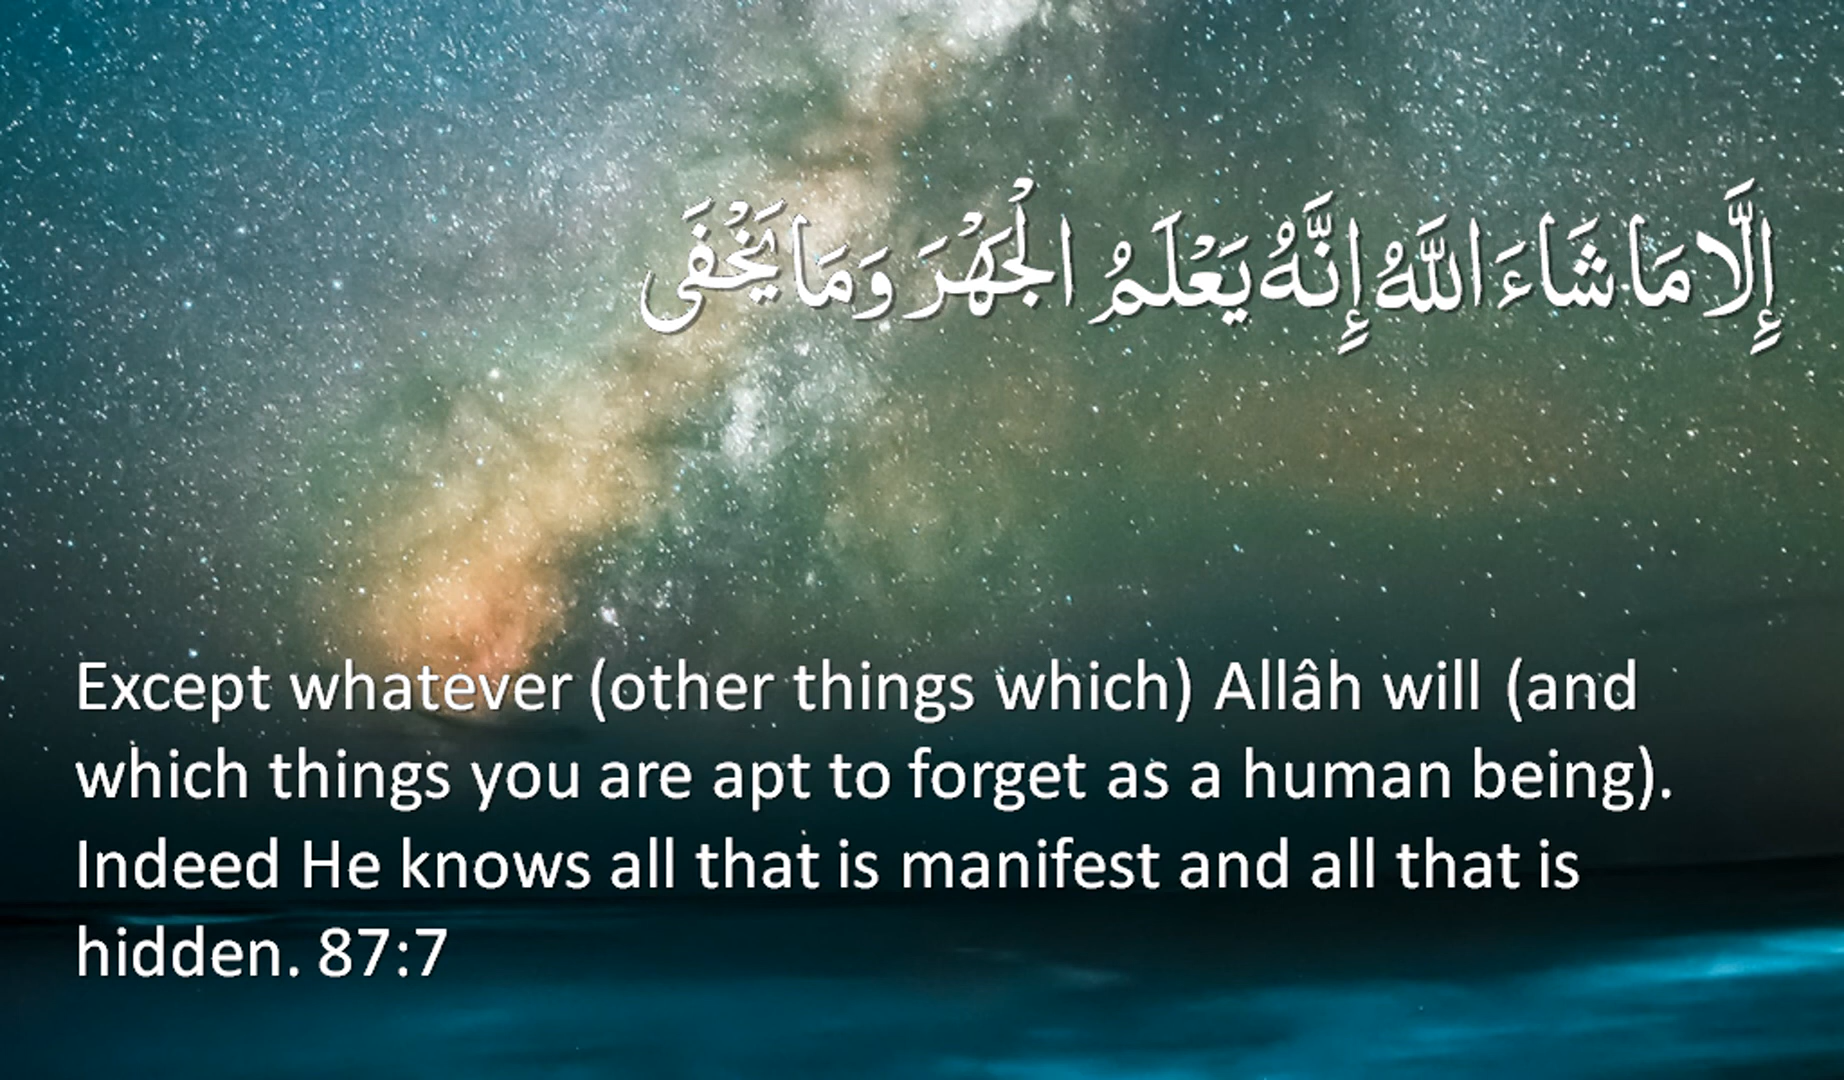 إِلَّا مَا شَاءَ اللَّهُ إِنَّهُ يَعْلَمُ الْجَهْرَ وَمَا يَخْفَى
Except whatever (other things which) Allâh will (and
which things you are apt to forget as a human being).
Indeed He knows all that is manifest and all that is
hidden. 87:7